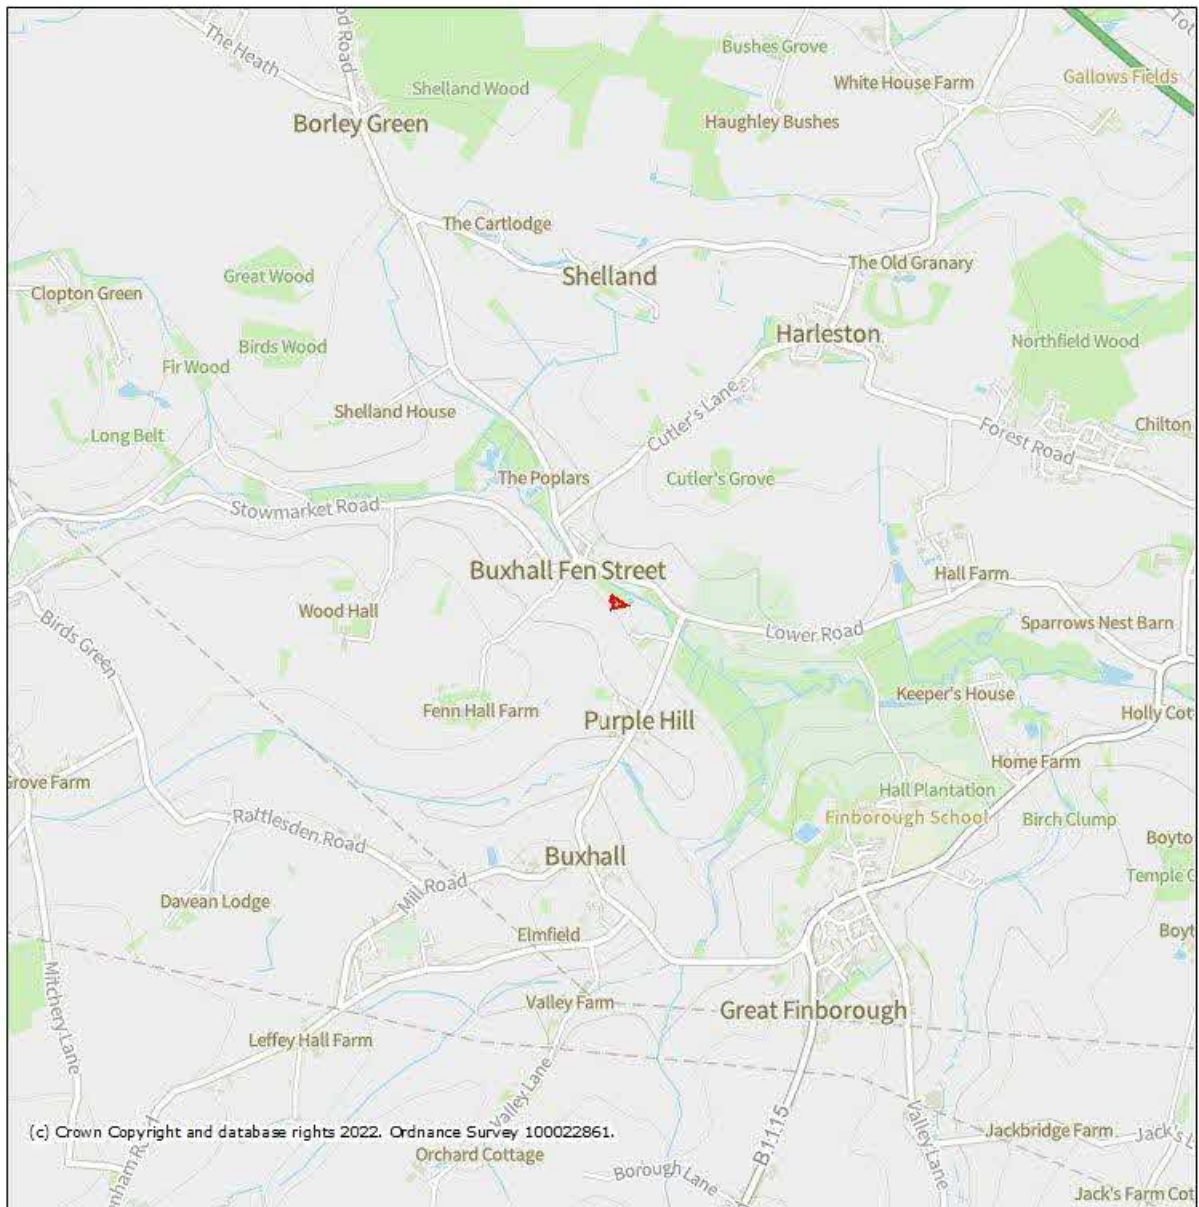 The Heath
od Road
Shelland Wood
Bushes Grove
White House Farm
Gallows Fields
Borley Green
Haughley Bushes
The Cartlodge
Shelland
The Old Granary
Great Wood
Clopton Green
Harleston
Birds Wood
Northfield Wood
Fir Wood
Shelland House
Cutler's Lane
Long Belt
Forest Road
Chilton
The Poplars
Cutler's Grove
Stowmarket Road
Buxhall Fen Street
Hall Farm
Wood Hall
Birds Green
Lower Road
Sparrows Nest Barn
Keeper's House
Fenn Hall Farm
Purple Hill
Holly Cot
Home Farm
Grove Farm
Hall Plantation
Rattlesden Road
Finborough School
Birch Clump
Boyto
Buxhall
Mill Road
Temple G
Davean Lodge
Elmfield
Boyt
Mitchery Lane
Valley Farm
Great Finborough
Leffey Hall Farm
Valley Lane
(c) Crown Copyright and database rights 2022. Ordnance Survey 100022861.
B1115
Valley Lane
Jackbridge Farm
Jack's L
Orchard Cottage
nham Road
Borough Lane
Jack's Farm Cot